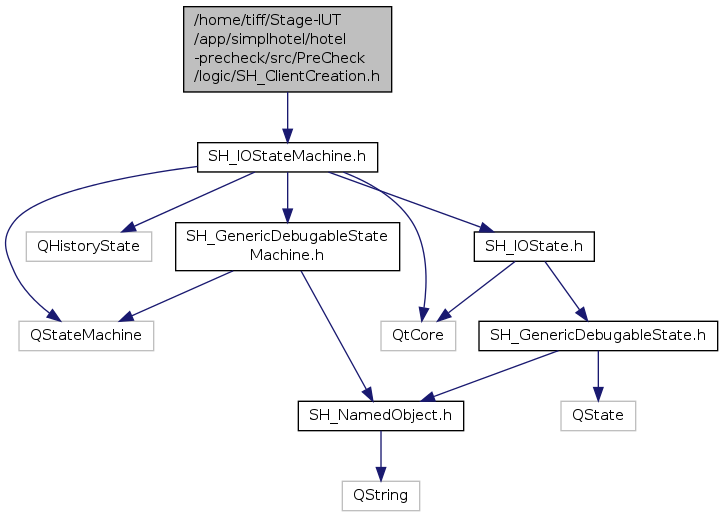 /home/tiff/Stage-IUT
/app/simplhotel/hotel
-precheck/src/PreCheck
/logic/SH_ClientCreation.h
SH_IOStateMachine.h
QHistoryState
SH_GenericDebugableState
Machine.h
SH_IOState.h
QStateMachine
QtCore
SH_GenericDebugableState.h
SH_NamedObject.h
QState
QString